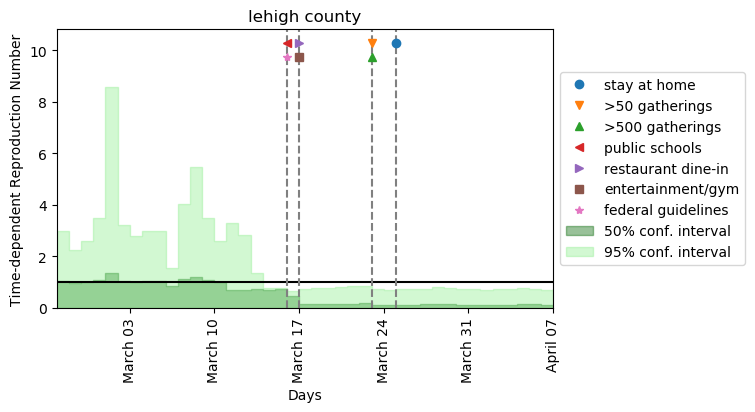 lehigh county
Time-dependent Reproduction Number
10
8
6
4
2
0
March 03
March 10
March 17
March 24
March 31
April 07
Days
stay at home
>50 gatherings
>500 gatherings
public schools
restaurant dine-in
entertainment/gym
federal guidelines
50% conf. interval
95% conf. interval